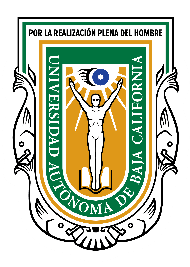 POR LA REALIZACIÓN PLENA DEL HOMBRE
UNIVERSIDAD AUTÓNOMA DE BAJA CALIFORNIA